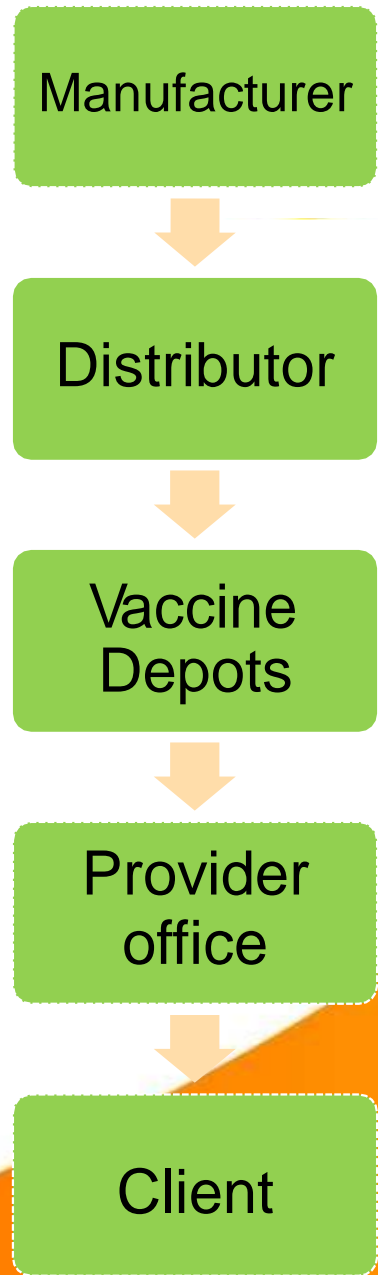 Manufacturer
Distributor
Vaccine
Depots
Provider
office
Client